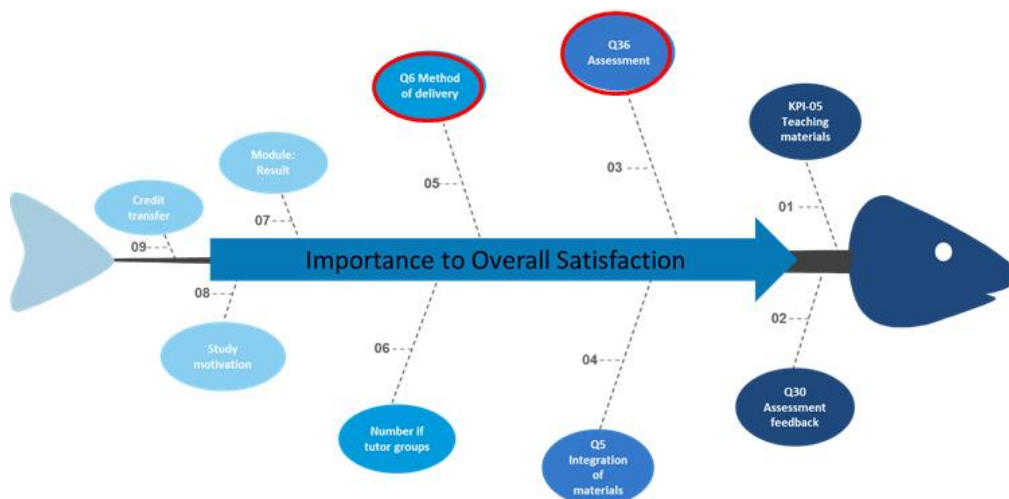 Q36
Assessment
Q6 Method
of delivery
KPI-05
Teaching
materials
Module:
Result
05
03
Credit
transfer
01
07
09
Importance to Overall Satisfaction
08
02
06
04
Study
motivation
Q30
Assessment
feedback
Number if
tutor groups
Q5
Integration
of
materials